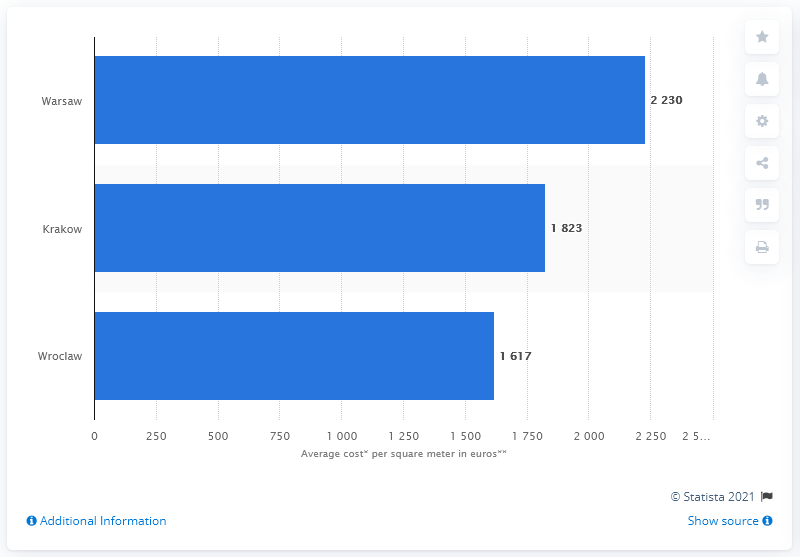 Warsaw
2 230
Krakow
1 823
Wroclaw
1 617
0 250 500 750 1 000 1 250 1 500 1 750 2 000 2 250 2 5...
Average cost* per square meter in euros**
© Statista 2021
Additional Information
Show source